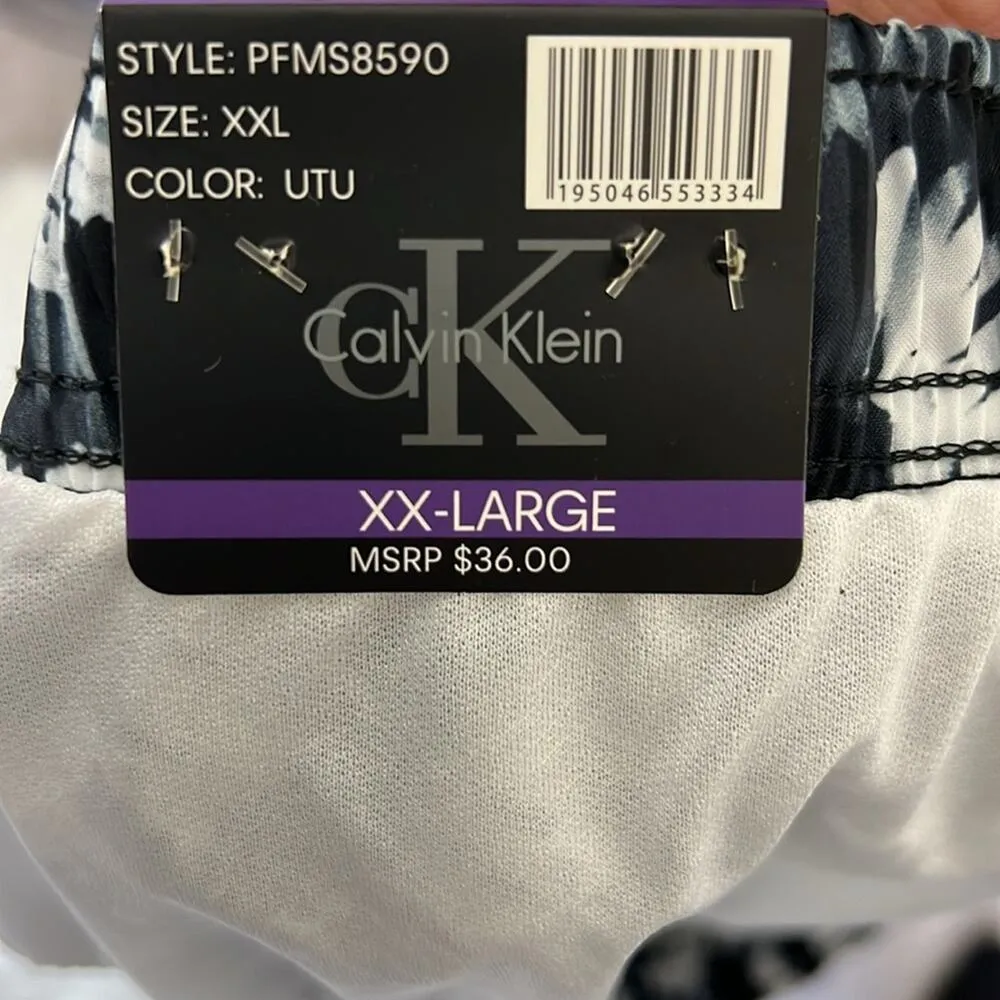 STYLE: PFMS8590
SIZE: XXL
COLOR: UTU
195046 553334
CK
Calvin Klein
XX-LARGE
MSRP $36.00